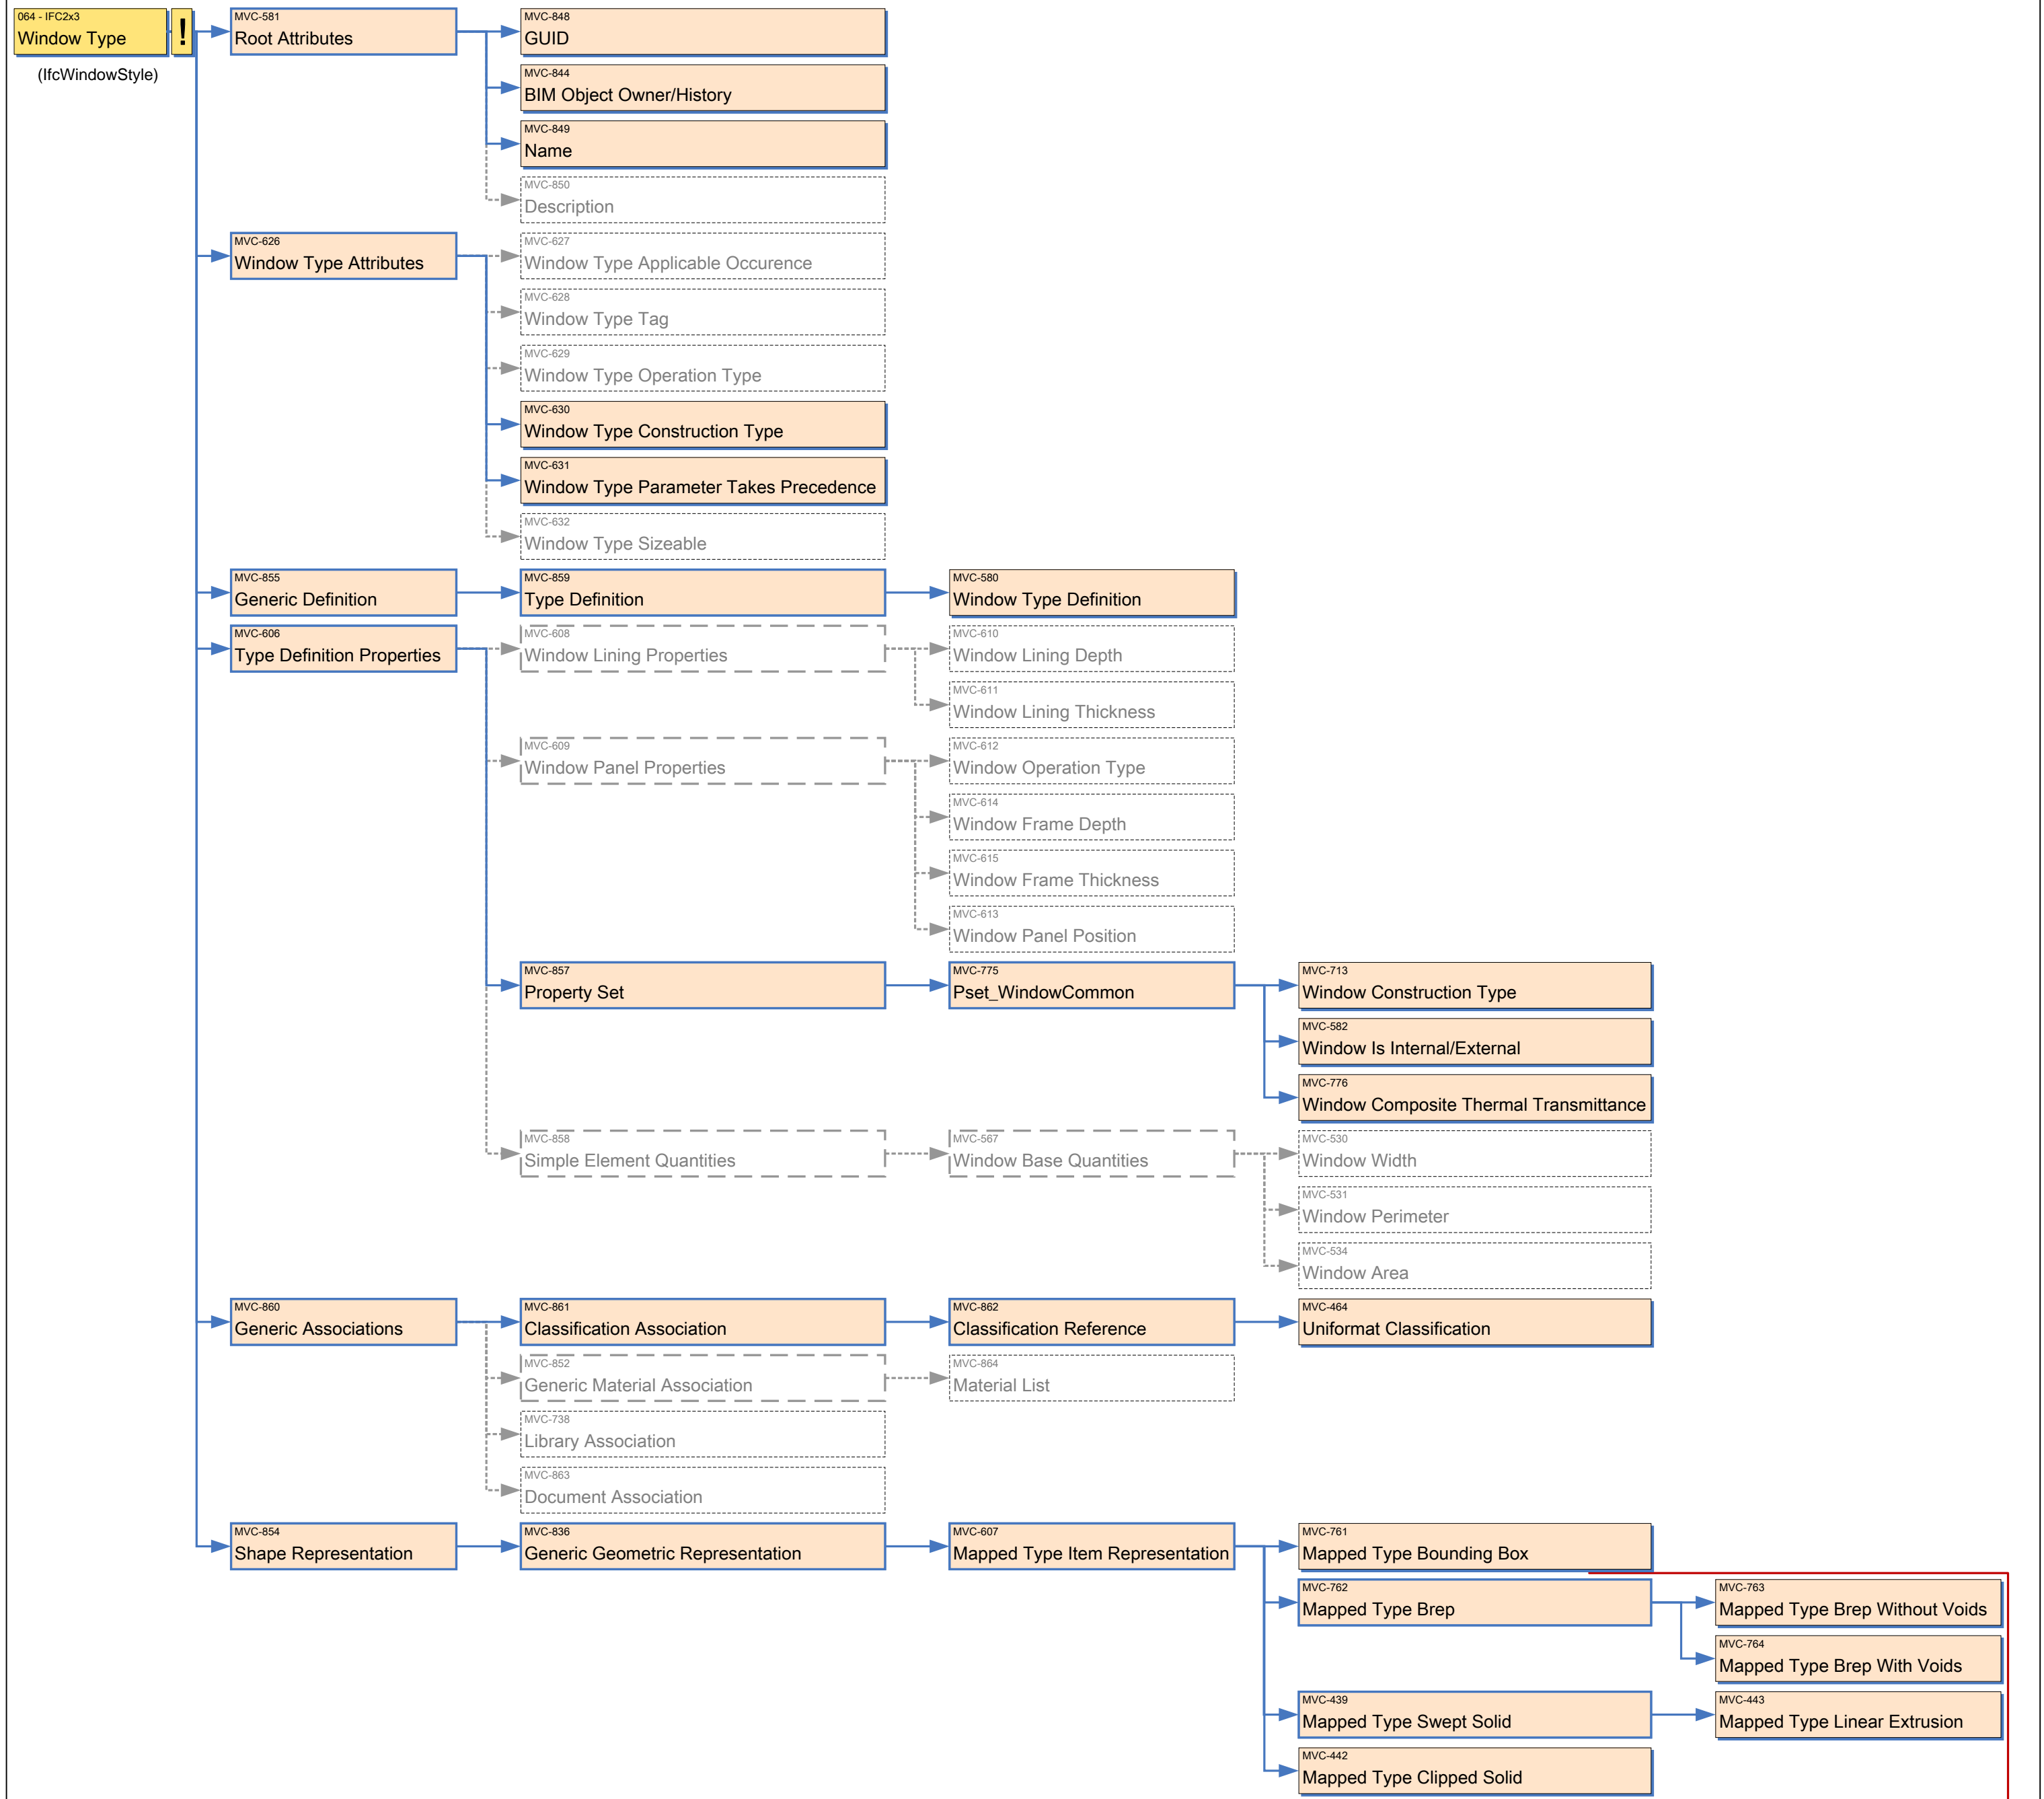 064 - IFC2x3
Window Type
!
(IfcWindowStyle)
MVC-581
Root Attributes
MVC-848
GUID
MVC-844
BIM Object Owner/History
MVC-849
Name
MVC-850
Description
MVC-626
Window Type Attributes
MVC-627
Window Type Applicable Occurence
MVC-628
Window Type Tag
MVC-629
Window Type Operation Type
MVC-630
Window Type Construction Type
MVC-631
Window Type Parameter Takes Precedence
MVC-632
Window Type Sizeable
MVC-855
Generic Definition
MVC-859
Type Definition
MVC-580
Window Type Definition
MVC-606
Type Definition Properties
MVC-608
Window Lining Properties
MVC-610
Window Lining Depth
MVC-611
Window Lining Thickness
MVC-609
Window Panel Properties
MVC-612
Window Operation Type
MVC-614
Window Frame Depth
MVC-615
Window Frame Thickness
MVC-613
Window Panel Position
MVC-857
Property Set
MVC-775
Pset_WindowCommon
MVC-713
Window Construction Type
MVC-582
Window Is Internal/External
MVC-776
Window Composite Thermal Transmittance
MVC-858
Simple Element Quantities
MVC-567
Window Base Quantities
MVC-530
Window Width
MVC-531
Window Perimeter
MVC-534
Window Area
MVC-860
Generic Associations
MVC-861
Classification Association
MVC-862
Classification Reference
MVC-464
Uniformat Classification
MVC-852
Generic Material Association
MVC-864
Material List
MVC-738
Library Association
MVC-863
Document Association
MVC-854
Shape Representation
MVC-836
Generic Geometric Representation
MVC-607
Mapped Type Item Representation
MVC-761
Mapped Type Bounding Box
MVC-762
Mapped Type Brep
MVC-763
Mapped Type Brep Without Voids
MVC-764
Mapped Type Brep With Voids
MVC-439
Mapped Type Swept Solid
MVC-443
Mapped Type Linear Extrusion
MVC-442
Mapped Type Clipped Solid